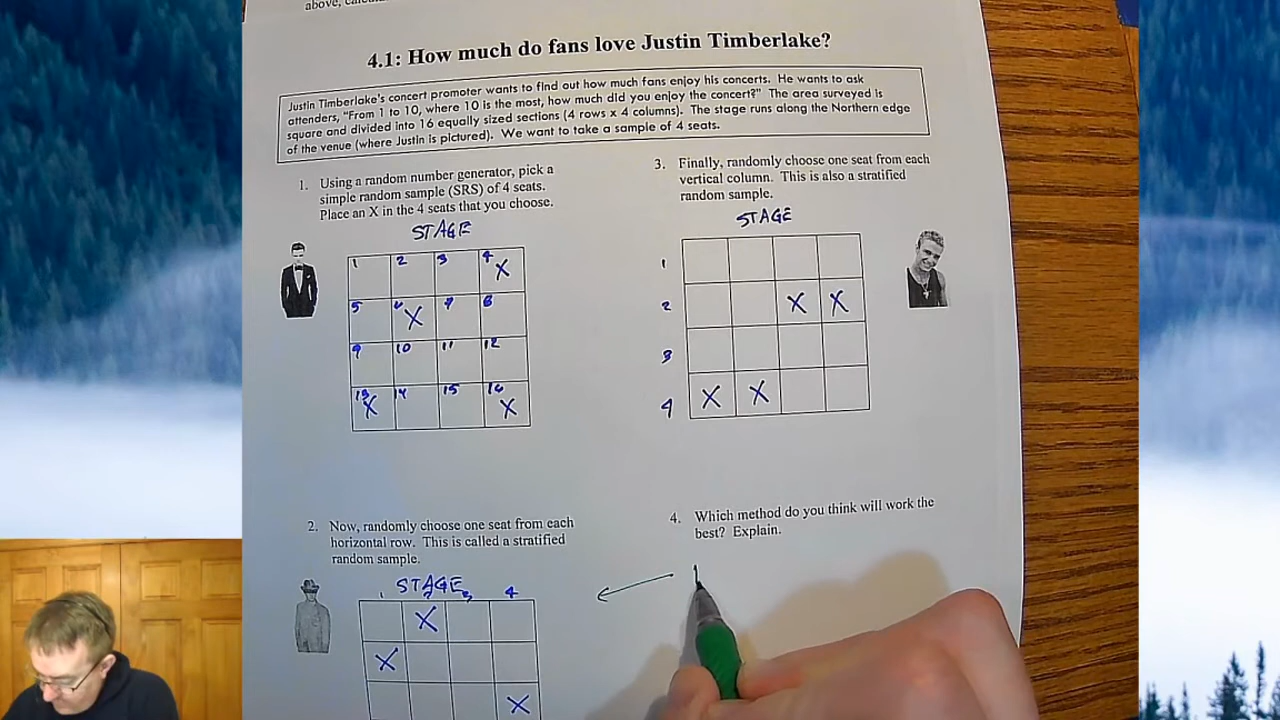 above,
4.1: How much do fans love Justin Timberlake?
Justin Timberlake's concert promoter wants to find out how much fans enjoy his concerts. He wants to ask
attenders, "From 1 to 10, where 10 is the most, how much did you enjoy the concert?" The area surveyed is
square and divided into 16 equally sized sections (4 rows x 4 columns). The stage runs along the Northern edge
of the venue (where Justin is pictured). We want to take a sample of 4 seats.
1. Using a random number generator, pick a
simple random sample (SRS) of 4 seats.
Place an X in the 4 seats that you choose.
STAGE
1 2 3 4 X
5 6 X 7 8
9 10 11 12
13 X 14 15 16 X
2. Now, randomly choose one seat from each
horizontal row. This is called a stratified
random sample.
STAGE
1 2 3 4
X
X
X
3. Finally, randomly choose one seat from each
vertical column. This is also a stratified
random sample.
STAGE
1
2 X X
3
4 X X
4. Which method do you think will work the
best? Explain.